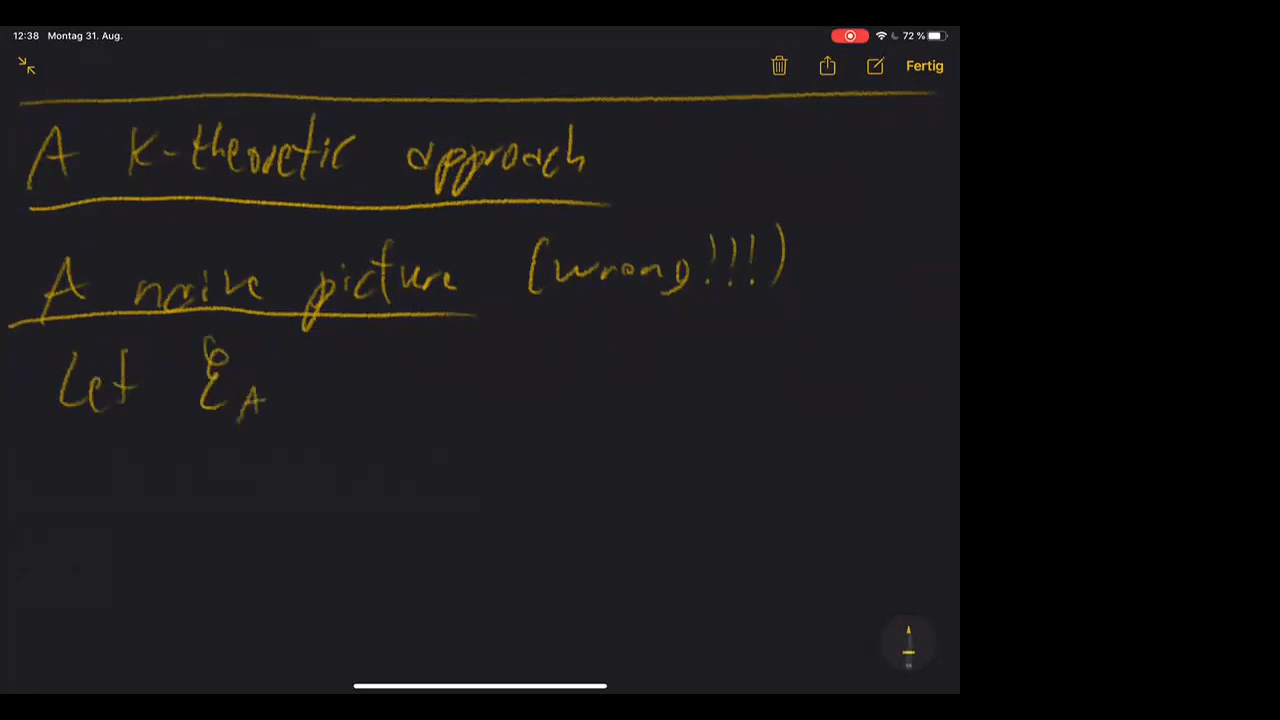 12:38 Montag 31. Aug. 72 %
Fertig
A K-theoretic approach
A naive picture (wrong!!!)
Let ℰ_A